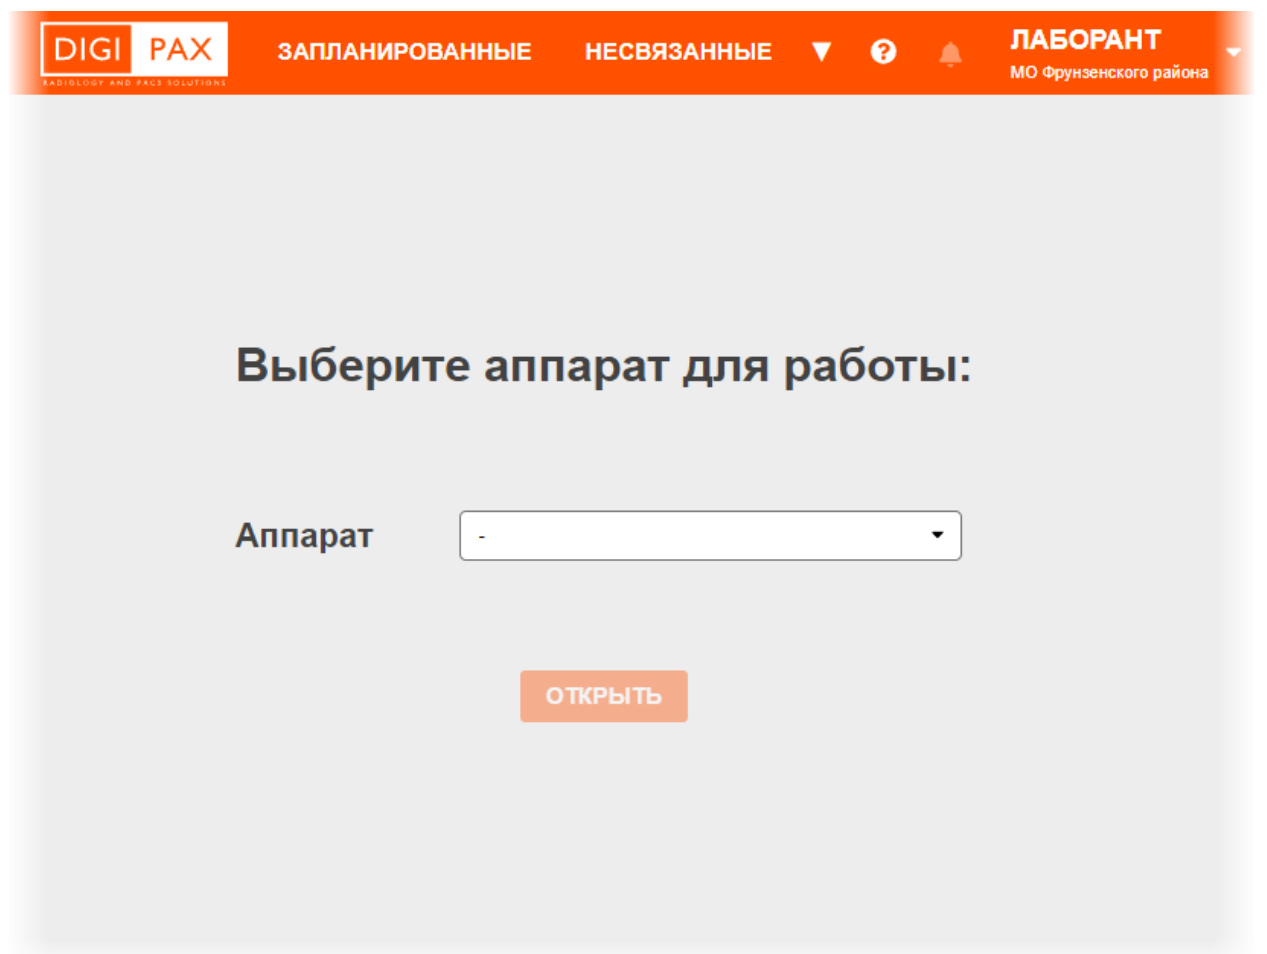 DIGI PAX
RADIOLOGY AND PACS SOLUTIONS
ЗАПЛАНИРОВАННЫЕ НЕСВЯЗАННЫЕ ▼ ?
ЛАБОРАНТ
МО Фрунзенского района
Выберите аппарат для работы:
Аппарат -
ОТКРЫТЬ